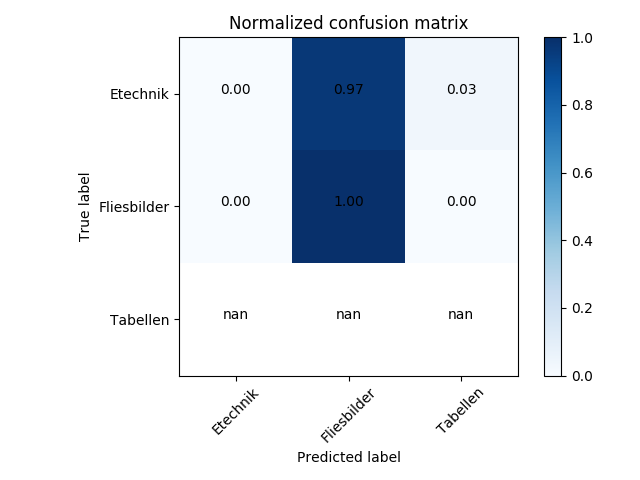 Normalized confusion matrix
True label
Etechnik
0.00 0.97 0.03
Fliesbilder
0.00 1.00 0.00
Tabellen
nan nan nan
Etechnik Fliesbilder Tabellen
Predicted label
1.0
0.8
0.6
0.4
0.2
0.0